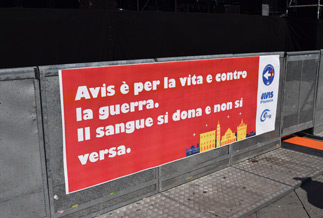 Avis è per la vita e contro
la guerra.
Il sangue si dona e non si
versa.
AVIS